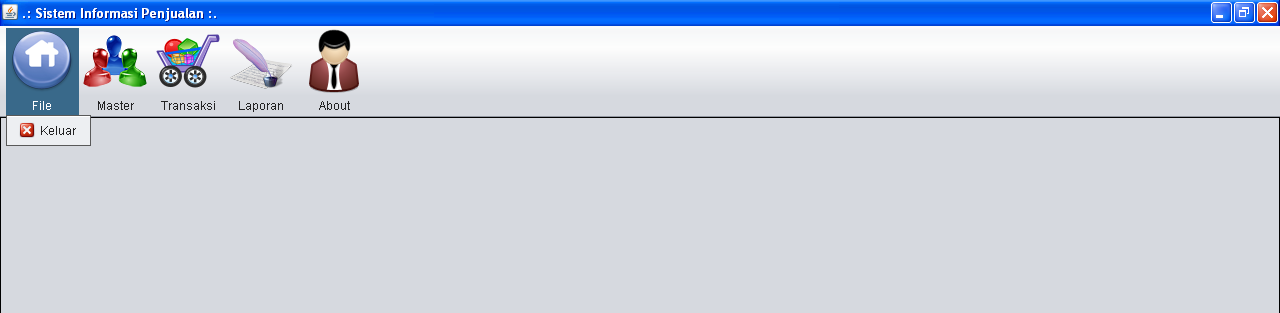 .: Sistem Informasi Penjualan :.
File Master Transaksi Laporan About
Keluar